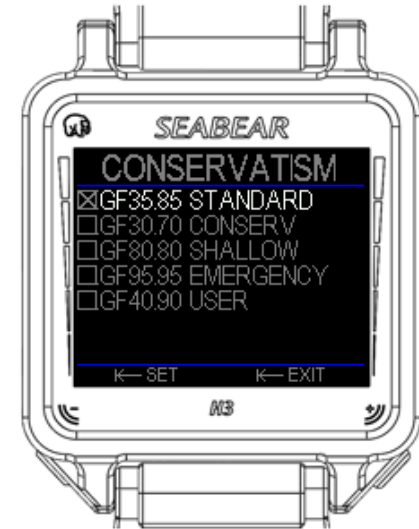 SEABEAR
CONSERVATISM
GF35.85 STANDARD
GF30.70 CONSERV
GF80.80 SHALLOW
GF95.95 EMERGENCY
GF40.90 USER
SET EXIT
H3